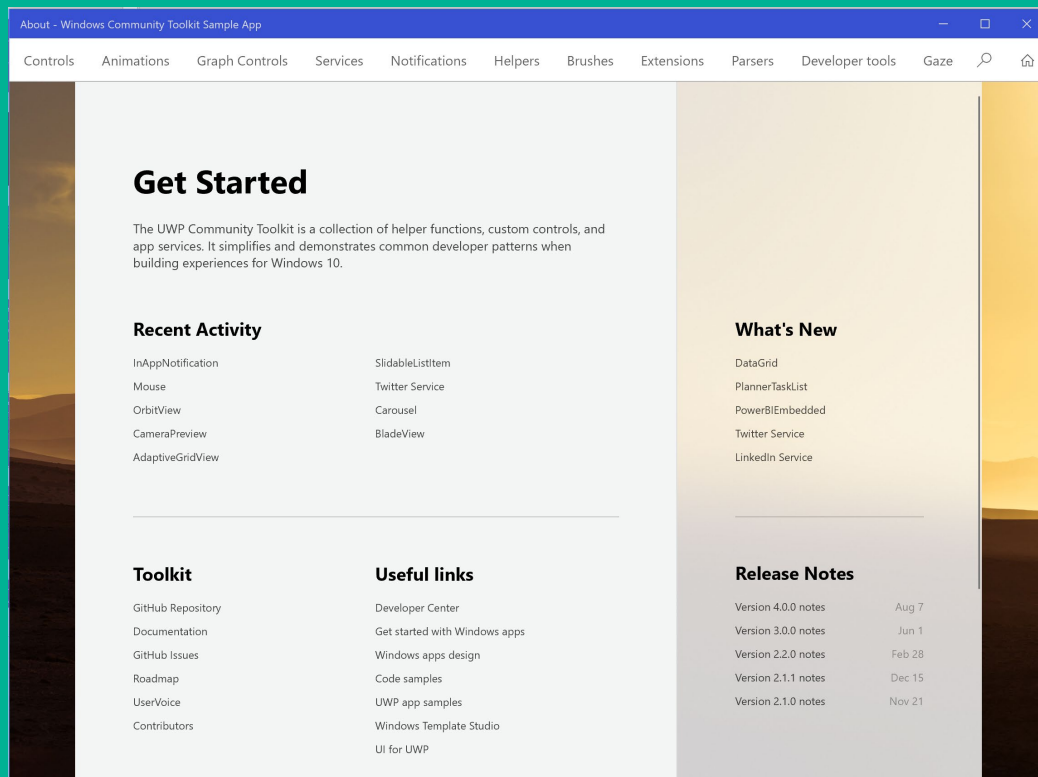 About - Windows Community Toolkit Sample App
Controls Animations Graph Controls Services Notifications Helpers Brushes Extensions Parsers Developer tools Gaze
Get Started
The UWP Community Toolkit is a collection of helper functions, custom controls, and
app services. It simplifies and demonstrates common developer patterns when
building experiences for Windows 10.
Recent Activity
InAppNotification
Mouse
OrbitView
CameraPreview
AdaptiveGridView
SlidableListItem
Twitter Service
Carousel
BladeView
What's New
DataGrid
PlannerTaskList
PowerBIEmbedded
Twitter Service
LinkedIn Service
Toolkit
GitHub Repository
Documentation
GitHub Issues
Roadmap
UserVoice
Contributors
Useful links
Developer Center
Get started with Windows apps
Windows apps design
Code samples
UWP app samples
Windows Template Studio
UI for UWP
Release Notes
Version 4.0.0 notes Aug 7
Version 3.0.0 notes Jun 1
Version 2.2.0 notes Feb 28
Version 2.1.1 notes Dec 15
Version 2.1.0 notes Nov 21